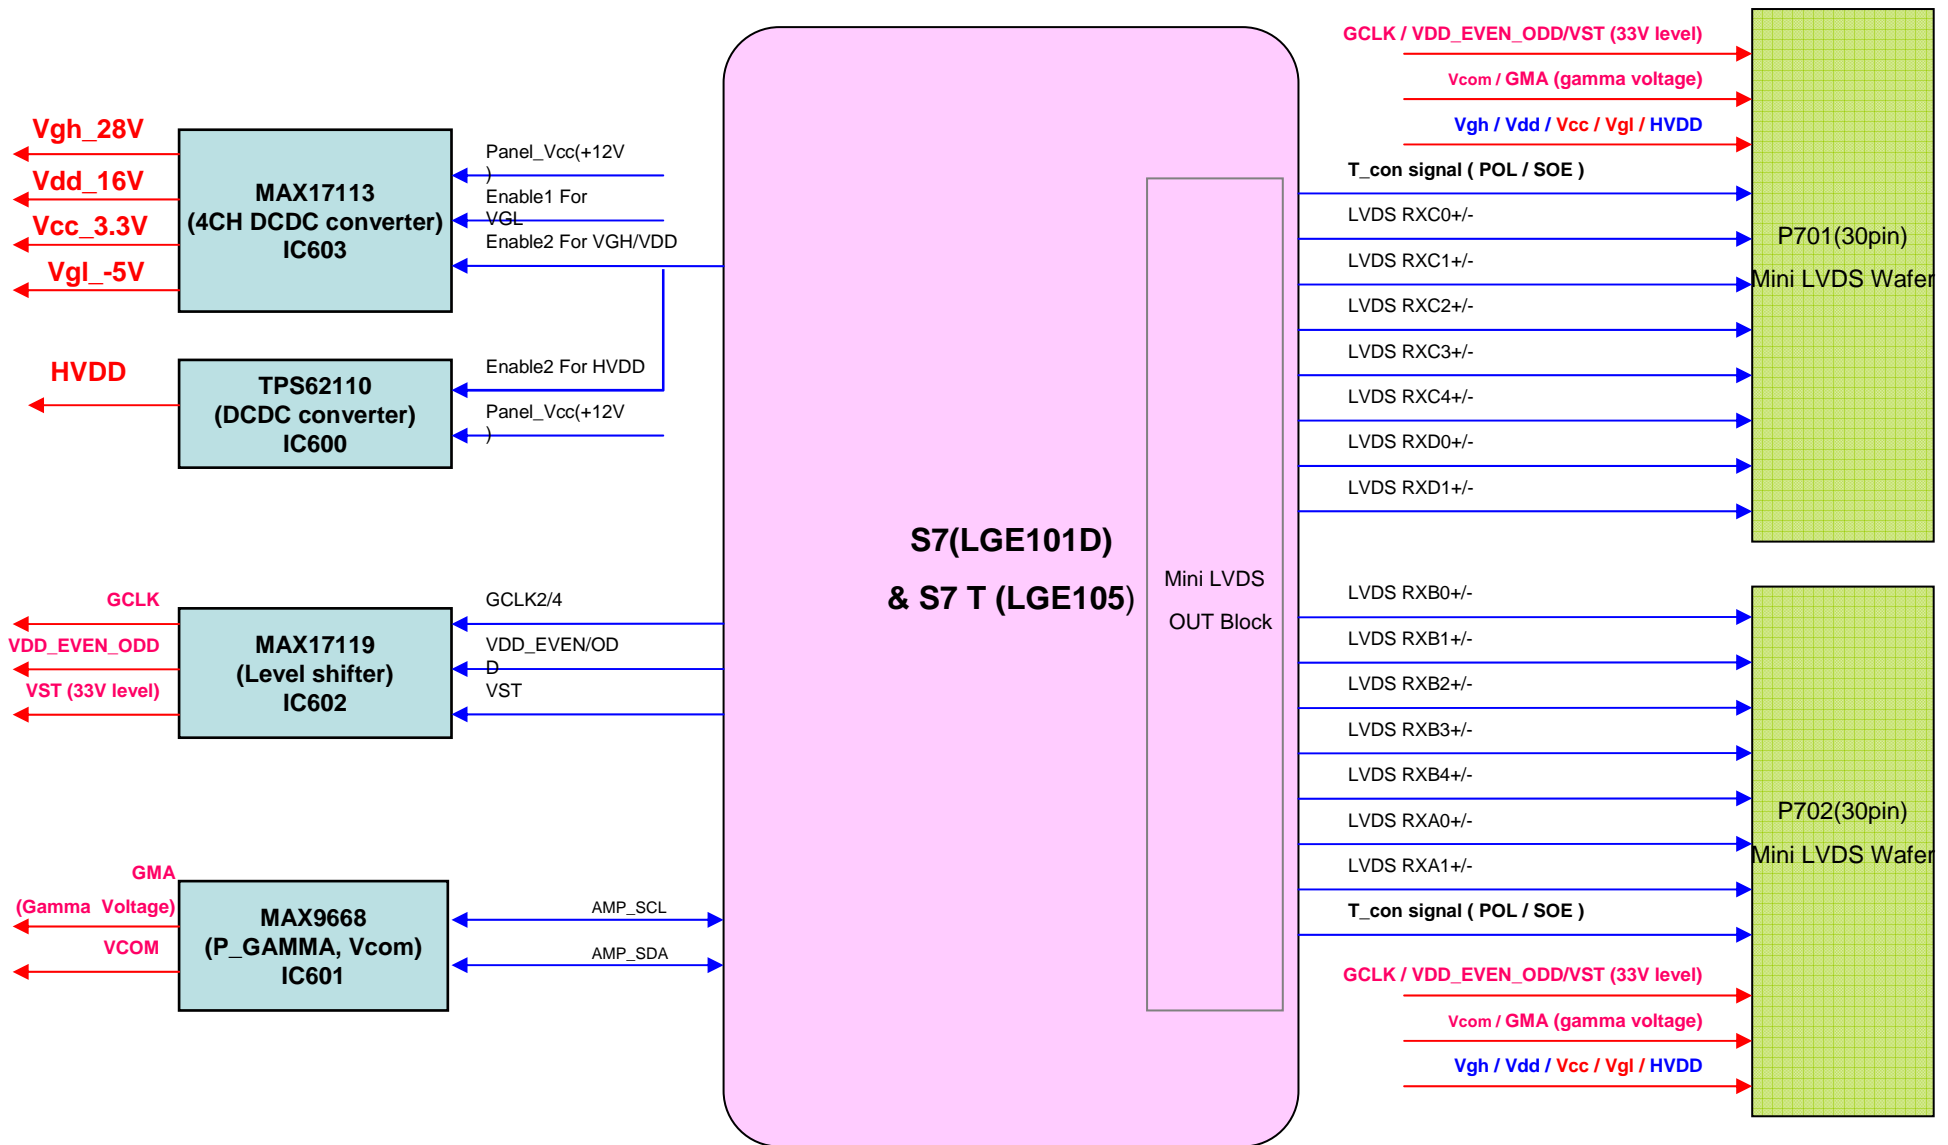 Vgh_28V
Vdd_16V
Vcc_3.3V
Vgl_-5V
MAX17113
(4CH DCDC converter)
IC603
Panel_Vcc(+12V
)
Enable1 For
VGL
Enable2 For VGH/VDD
HVDD
TPS62110
(DCDC converter)
IC600
Enable2 For HVDD
Panel_Vcc(+12V
)
GCLK
VDD_EVEN_ODD
VST (33V level)
MAX17119
(Level shifter)
IC602
GCLK2/4
VDD_EVEN/OD
D
VST
GMA
(Gamma Voltage)
VCOM
MAX9668
(P_GAMMA, Vcom)
IC601
AMP_SCL
AMP_SDA
S7(LGE101D)
& S7 T (LGE105)
Mini LVDS
OUT Block
GCLK / VDD_EVEN_ODD/VST (33V level)
Vcom / GMA (gamma voltage)
Vgh / Vdd / Vcc / Vgl / HVDD
T_con signal ( POL / SOE )
LVDS RXC0+/-
LVDS RXC1+/-
LVDS RXC2+/-
LVDS RXC3+/-
LVDS RXC4+/-
LVDS RXD0+/-
LVDS RXD1+/-
P701(30pin)
Mini LVDS Wafer
LVDS RXB0+/-
LVDS RXB1+/-
LVDS RXB2+/-
LVDS RXB3+/-
LVDS RXB4+/-
LVDS RXA0+/-
LVDS RXA1+/-
T_con signal ( POL / SOE )
GCLK / VDD_EVEN_ODD/VST (33V level)
Vcom / GMA (gamma voltage)
Vgh / Vdd / Vcc / Vgl / HVDD
P702(30pin)
Mini LVDS Wafer